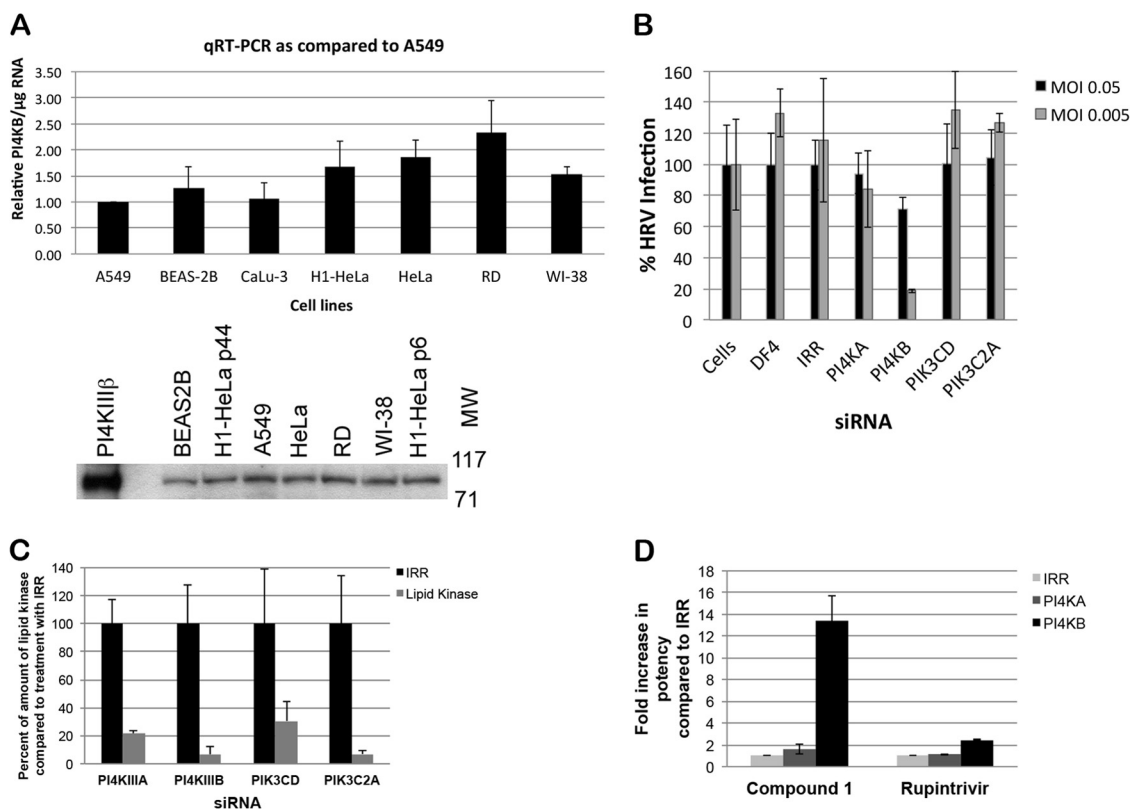 A
qRT-PCR as compared to A549
Relative PI4KB/µg RNA
3.50
3.00
2.50
2.00
1.50
1.00
0.50
0.00
A549 BEAS-2B CaLu-3 H1-HeLa HeLa RD WI-38
Cell lines
PI4KIIIβ BEAS2B H1-HeLa p44 A549 HeLa RD WI-38 H1-HeLa p6 MW
117
71
B
% HRV Infection
160
140
120
100
80
60
40
20
0
MOI 0.05
MOI 0.005
Cells DF4 IRR PI4KA PI4KB PIK3CD PIK3C2A
siRNA
C
Percent of amount of lipid kinase
compared to treatment with IRR
140
120
100
80
60
40
20
0
IRR
Lipid Kinase
PI4KIIIA PI4KIIIB PIK3CD PIK3C2A
siRNA
D
Fold increase in
potency
compared to IRR
18
16
14
12
10
8
6
4
2
0
IRR
PI4KA
PI4KB
Compound 1 Rupintrivir